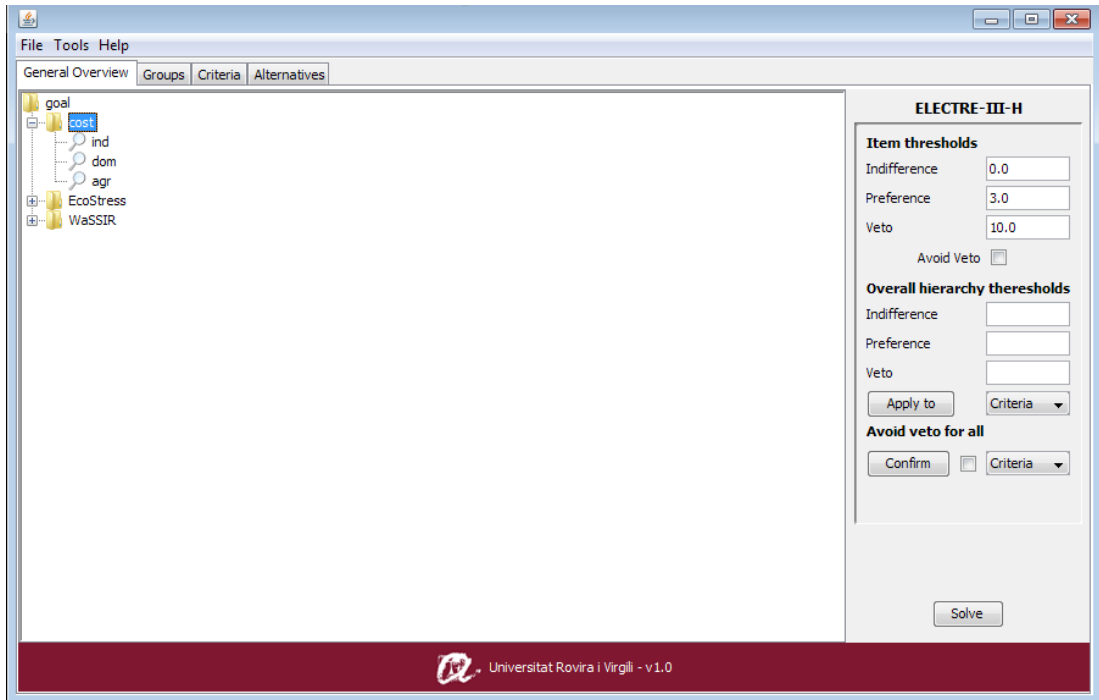 File Tools Help
General Overview Groups Criteria Alternatives
goal
cost
ind
dom
agr
EcoStress
WaSSIR
ELECTRE-III-H
Item thresholds
Indifference 0.0
Preference 3.0
Veto 10.0
Avoid Veto
Overall hierarchy theresholds
Indifference
Preference
Veto
Apply to Criteria
Avoid veto for all
Confirm Criteria
Solve
Universitat Rovira i Virgili - v1.0